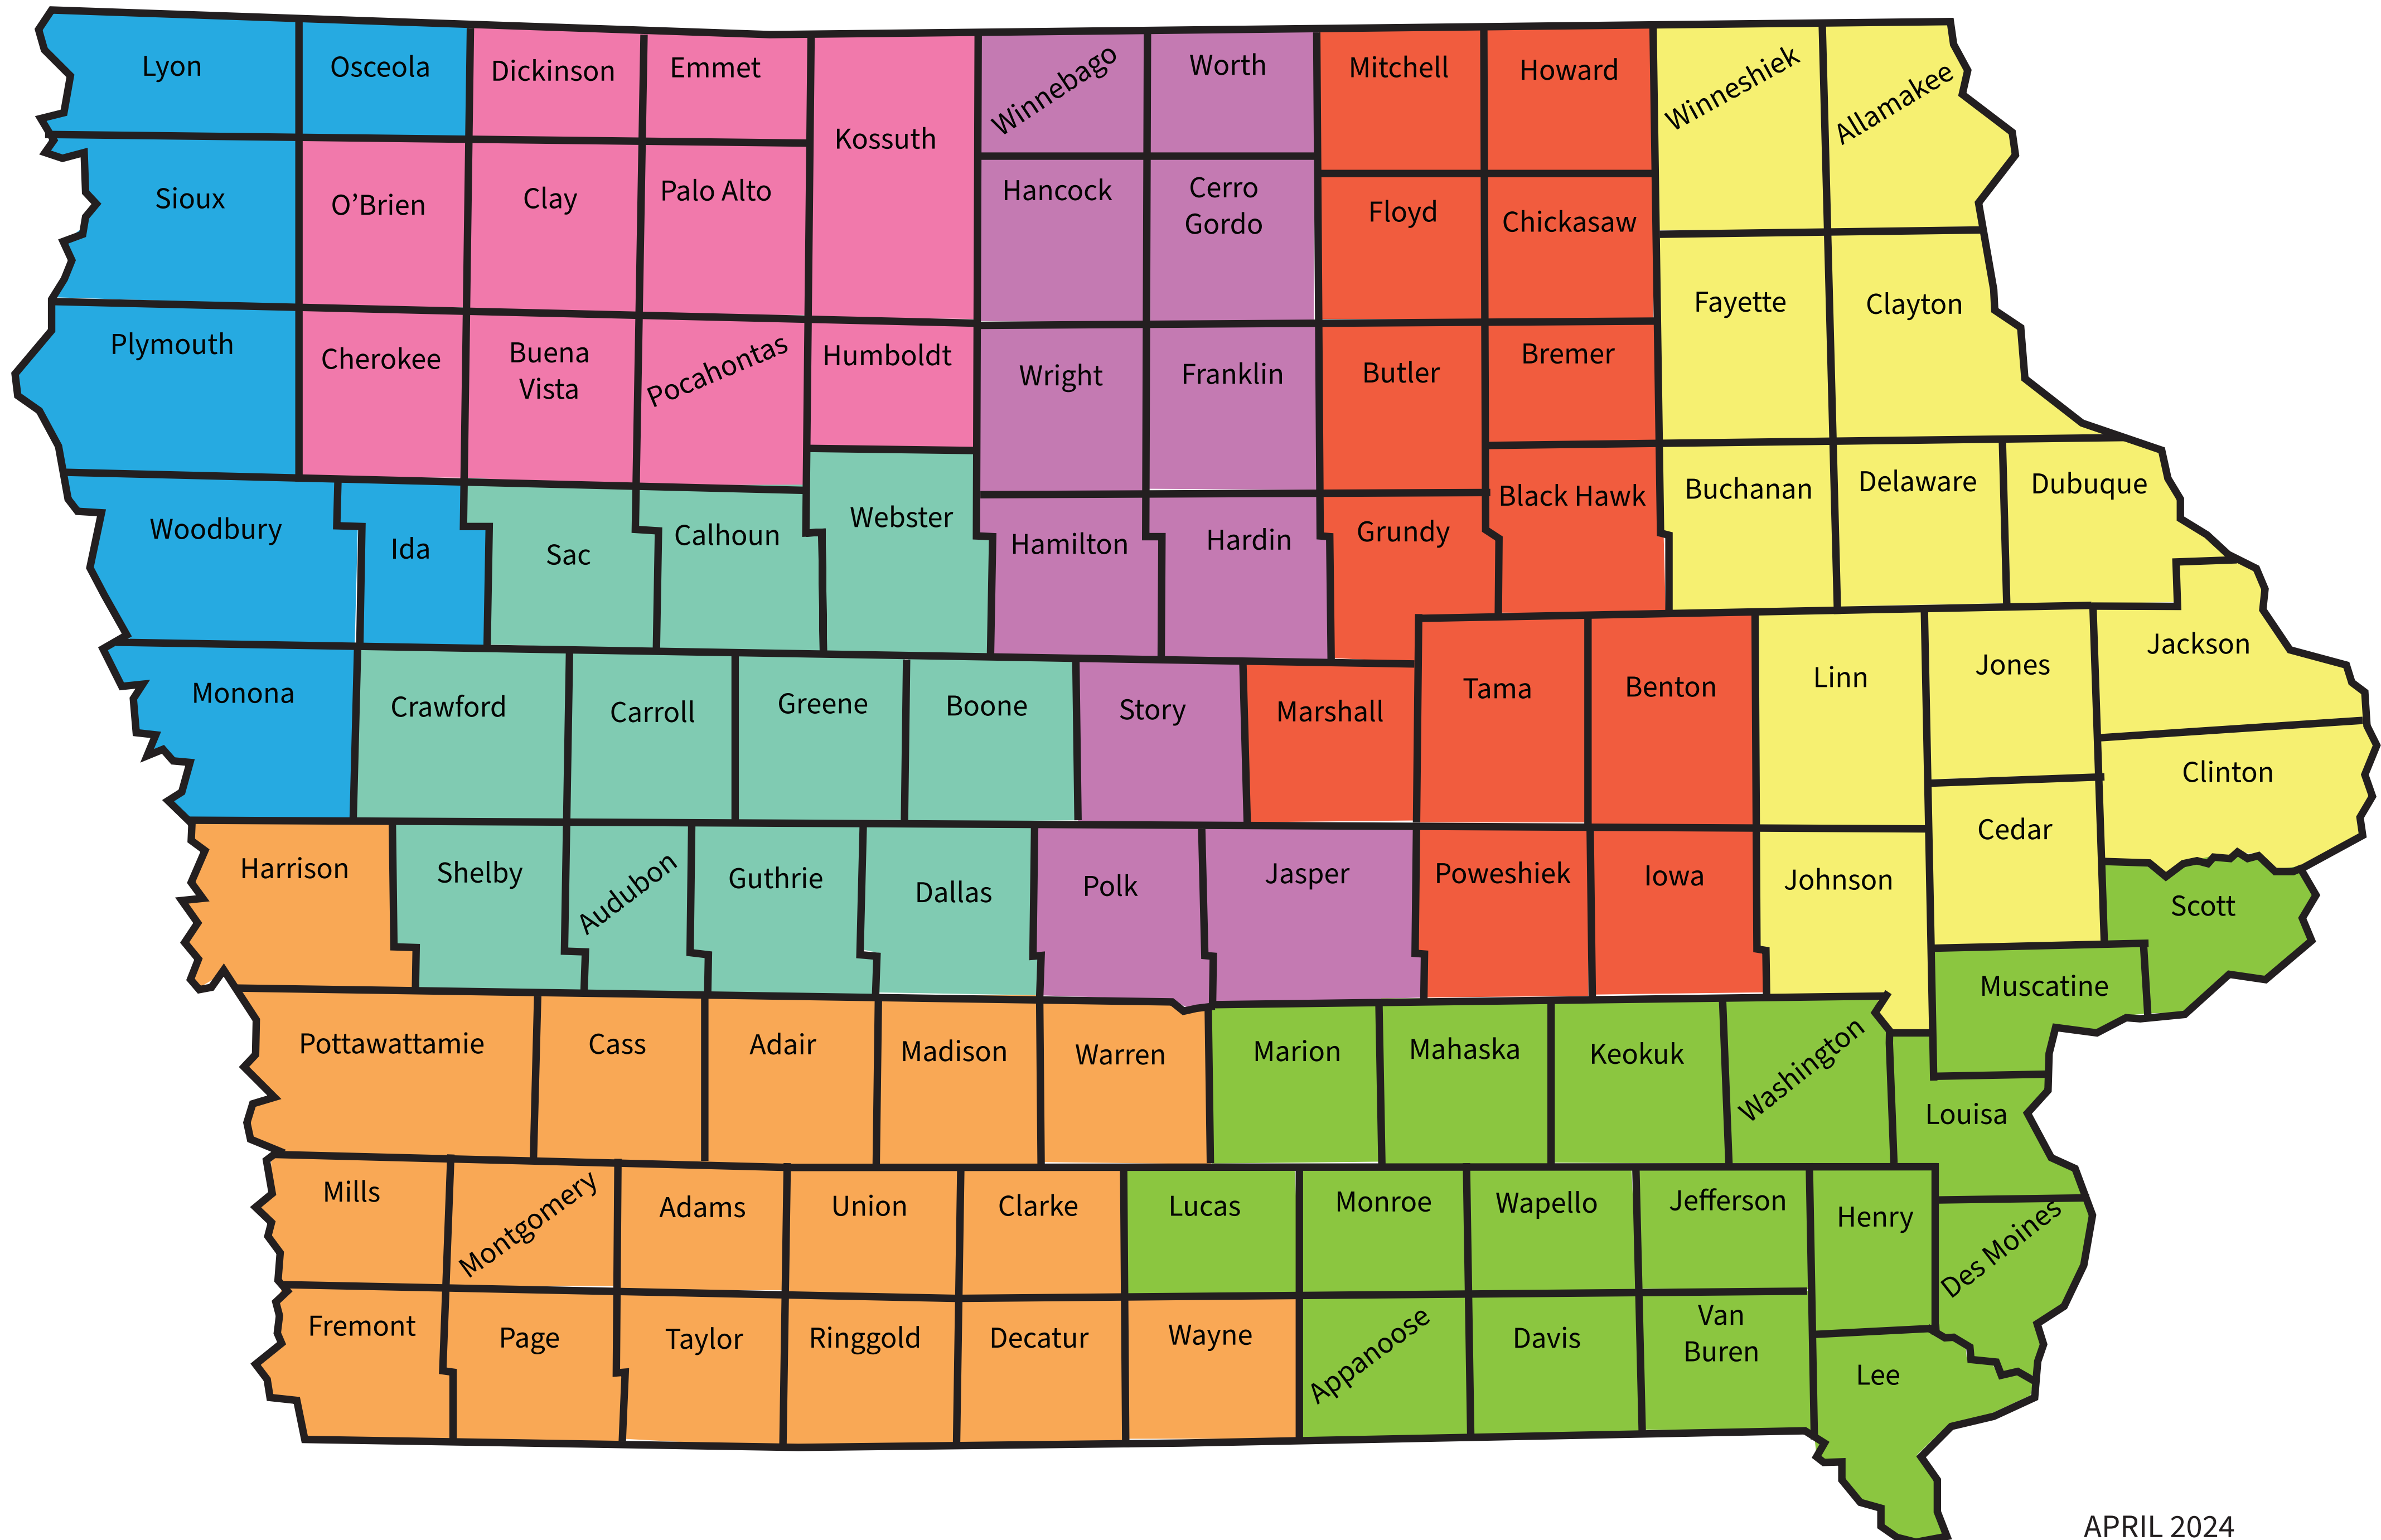 Lyon
Osceola
Dickinson
Emmet
Kossuth
Winnebago
Worth
Mitchell
Howard
Winneshiek
Allamakee
Sioux
O’Brien
Clay
Palo Alto
Hancock
Cerro
Gordo
Floyd
Chickasaw
Fayette
Clayton
Plymouth
Cherokee
Buena
Vista
Pocahontas
Humboldt
Wright
Franklin
Butler
Bremer
Woodbury
Ida
Sac
Calhoun
Webster
Hamilton
Hardin
Grundy
Black Hawk
Buchanan
Delaware
Dubuque
Monona
Crawford
Carroll
Greene
Boone
Story
Marshall
Tama
Benton
Linn
Jones
Jackson
Clinton
Cedar
Harrison
Shelby
Audubon
Guthrie
Dallas
Polk
Jasper
Poweshiek
Iowa
Johnson
Scott
Muscatine
Pottawattamie
Cass
Adair
Madison
Warren
Marion
Mahaska
Keokuk
Washington
Louisa
Mills
Montgomery
Adams
Union
Clarke
Lucas
Monroe
Wapello
Jefferson
Henry
Des Moines
Fremont
Page
Taylor
Ringgold
Decatur
Wayne
Appanoose
Davis
Van
Buren
Lee
APRIL 2024